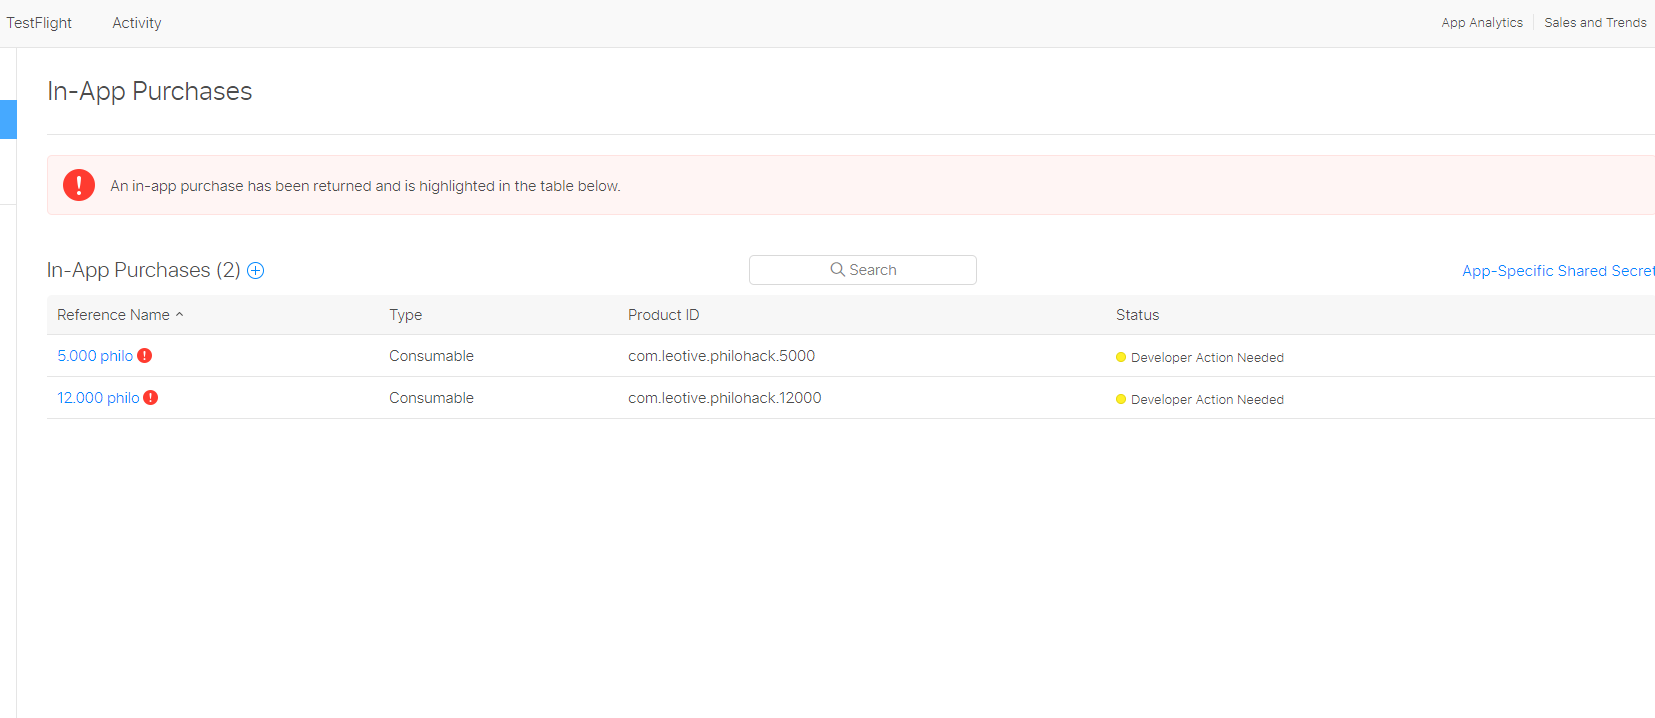 TestFlight Activity App Analytics Sales and Trends
In-App Purchases
An in-app purchase has been returned and is highlighted in the table below.
In-App Purchases (2) Search App-Specific Shared Secret
Reference Name Type Product ID Status
5.000 philo Consumable com.leotive.philohack.5000 Developer Action Needed
12.000 philo Consumable com.leotive.philohack.12000 Developer Action Needed